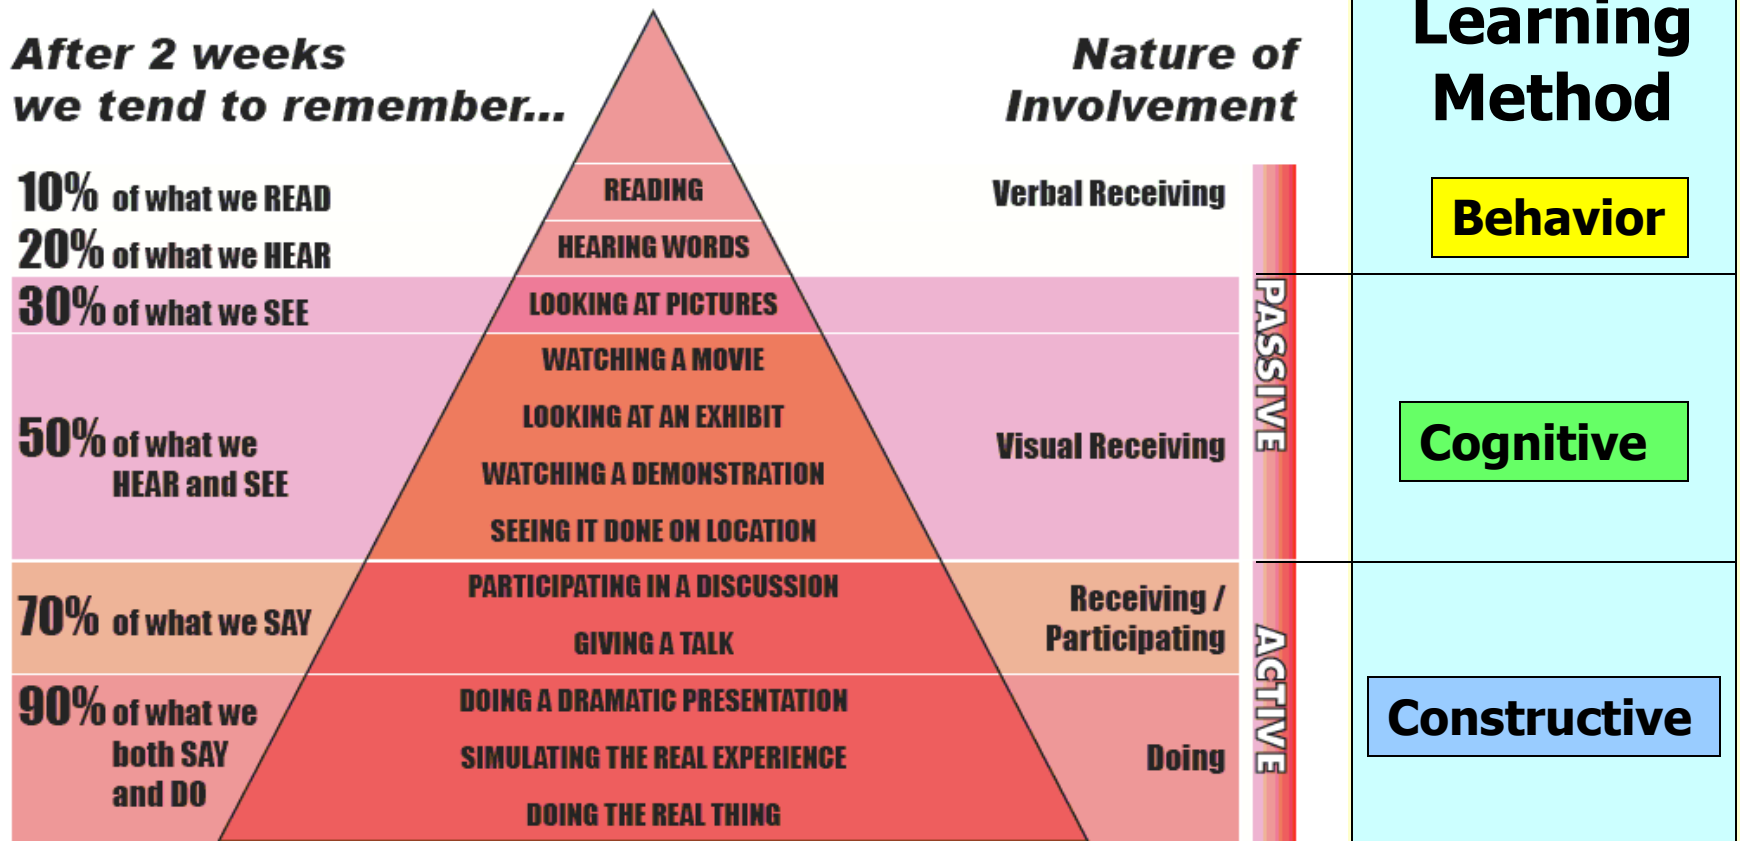 After 2 weeks
we tend to remember...
Nature of
Involvement
Learning
Method
10% of what we READ
READING
Verbal Receiving
Behavior
20% of what we HEAR
HEARING WORDS
30% of what we SEE
LOOKING AT PICTURES
PASSIVE
50% of what we
HEAR and SEE
WATCHING A MOVIE
LOOKING AT AN EXHIBIT
WATCHING A DEMONSTRATION
SEEING IT DONE ON LOCATION
Visual Receiving
Cognitive
70% of what we SAY
PARTICIPATING IN A DISCUSSION
GIVING A TALK
Receiving /
Participating
ACTIVE
Constructive
90% of what we
both SAY
and DO
DOING A DRAMATIC PRESENTATION
SIMULATING THE REAL EXPERIENCE
DOING THE REAL THING
Doing